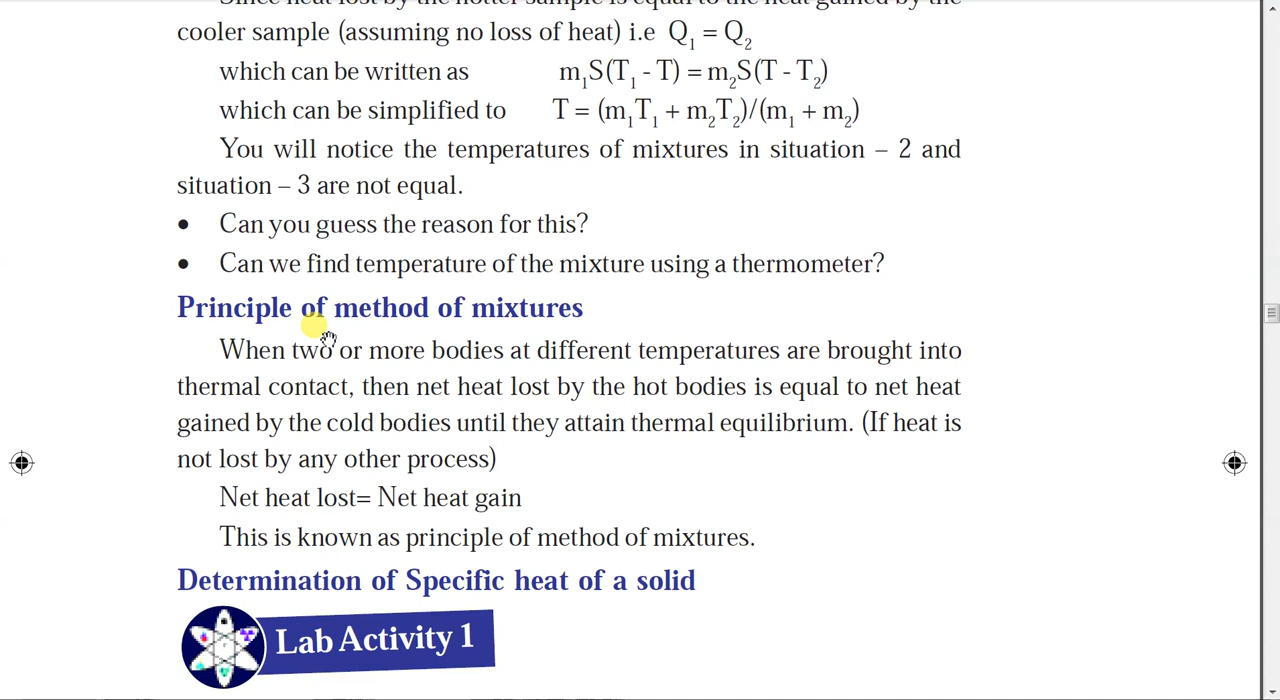 cooler sample (assuming no loss of heat) i.e Q₁ = Q₂
which can be written as m₁S(T₁ - T) = m₂S(T - T₂)
which can be simplified to T = (m₁T₁ + m₂T₂)/(m₁ + m₂)
You will notice the temperatures of mixtures in situation – 2 and
situation – 3 are not equal.
• Can you guess the reason for this?
• Can we find temperature of the mixture using a thermometer?
Principle of method of mixtures
When two or more bodies at different temperatures are brought into
thermal contact, then net heat lost by the hot bodies is equal to net heat
gained by the cold bodies until they attain thermal equilibrium. (If heat is
not lost by any other process)
Net heat lost= Net heat gain
This is known as principle of method of mixtures.
Determination of Specific heat of a solid
Lab Activity 1